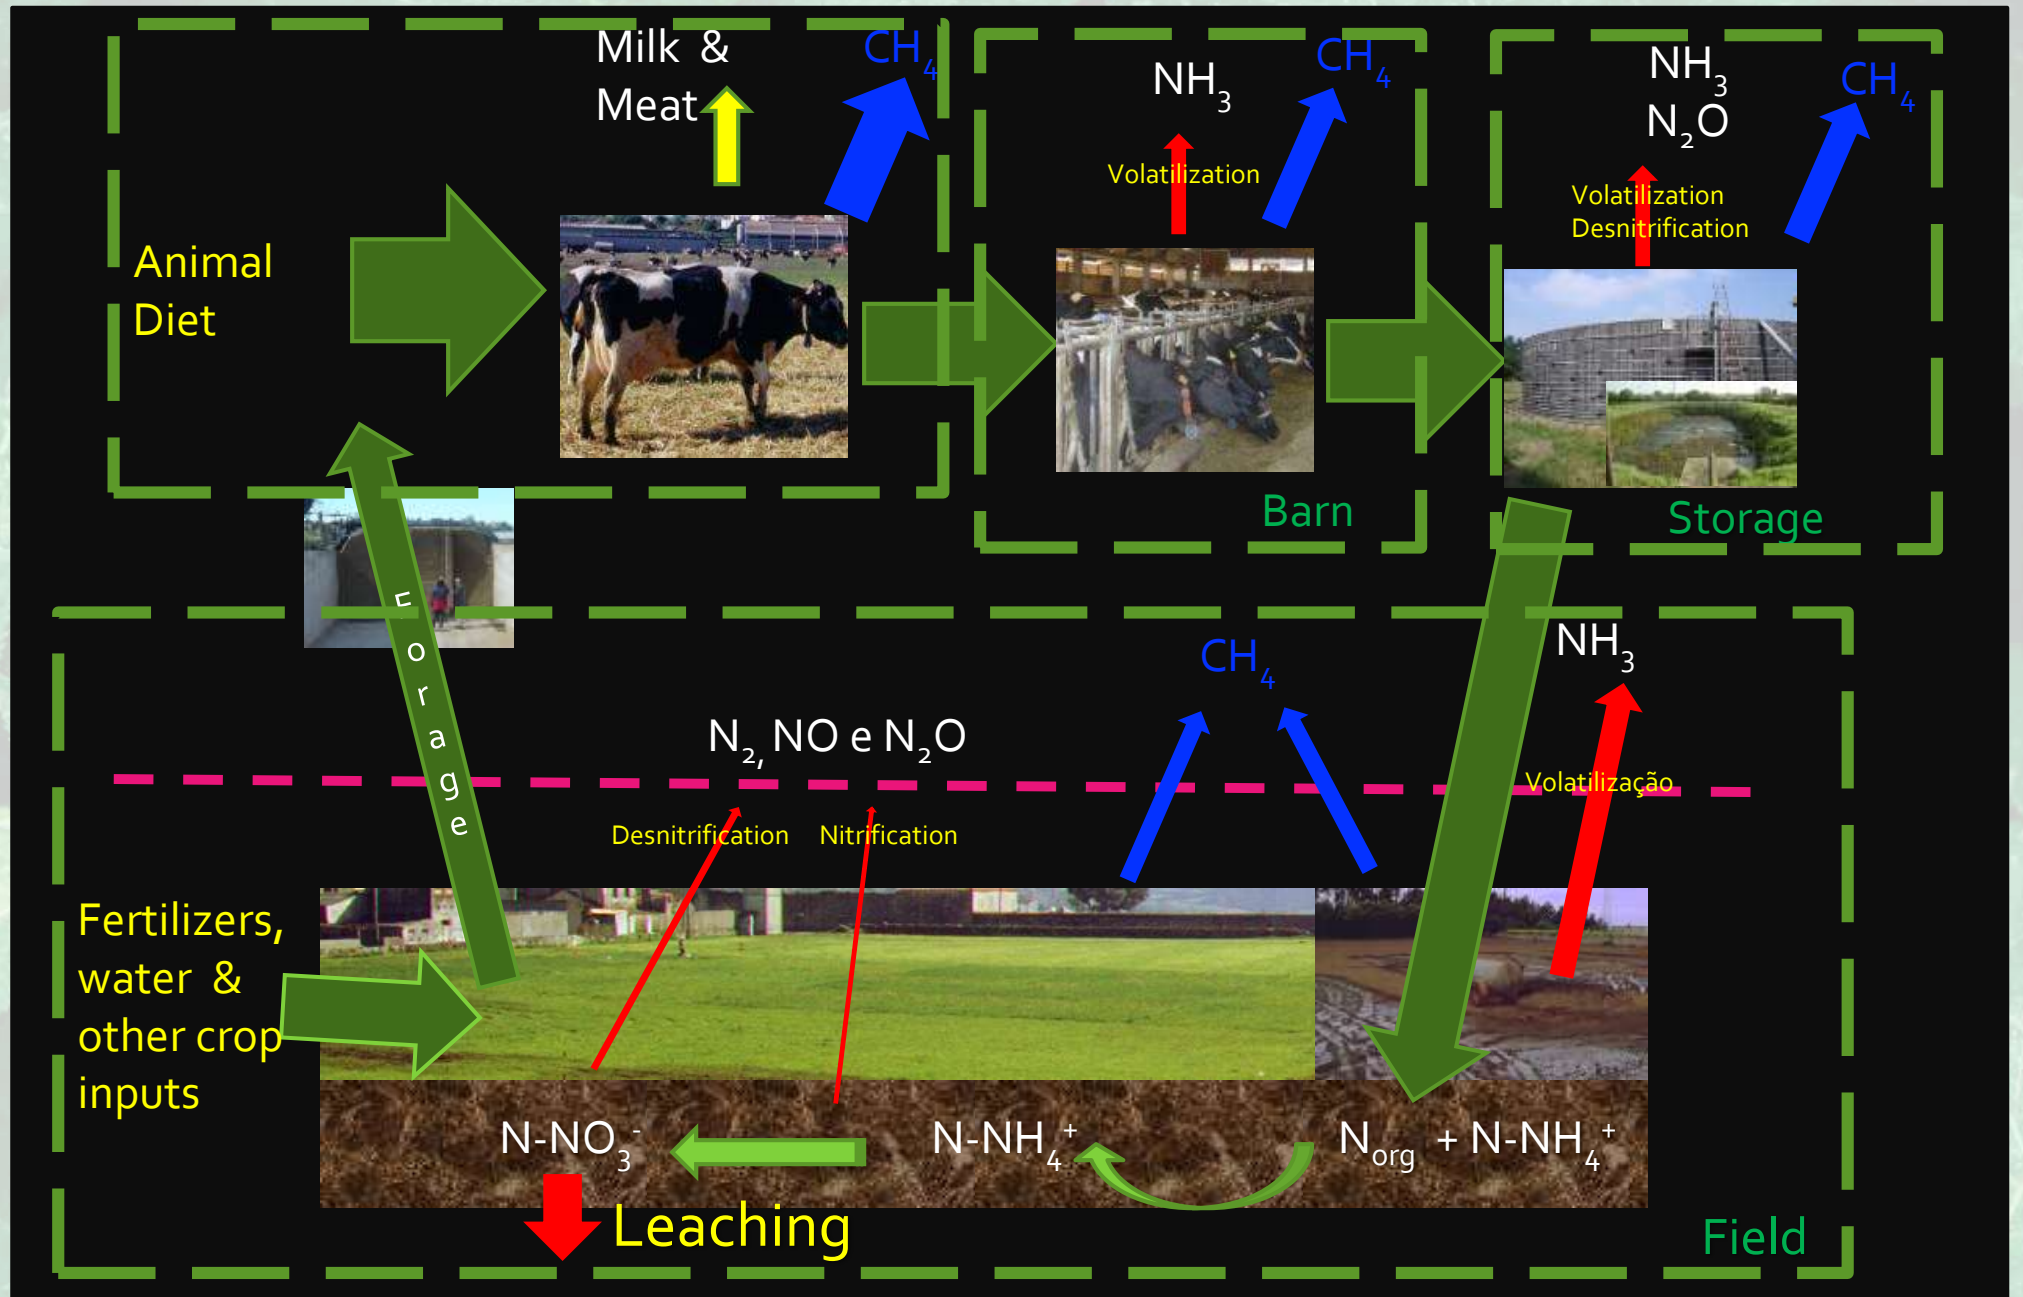 Milk &
Meat
CH₄
Animal
Diet
NH₃
CH₄
Volatilization
Barn
NH₃
N₂O
CH₄
Volatilization
Desnitrification
Storage
Forage
CH₄
NH₃
N₂, NO e N₂O
Volatilização
Desnitrification
Nitrification
Fertilizers,
water &
other crop
inputs
N-NO₃⁻
N-NH₄⁺
Norg + N-NH₄⁺
Leaching
Field